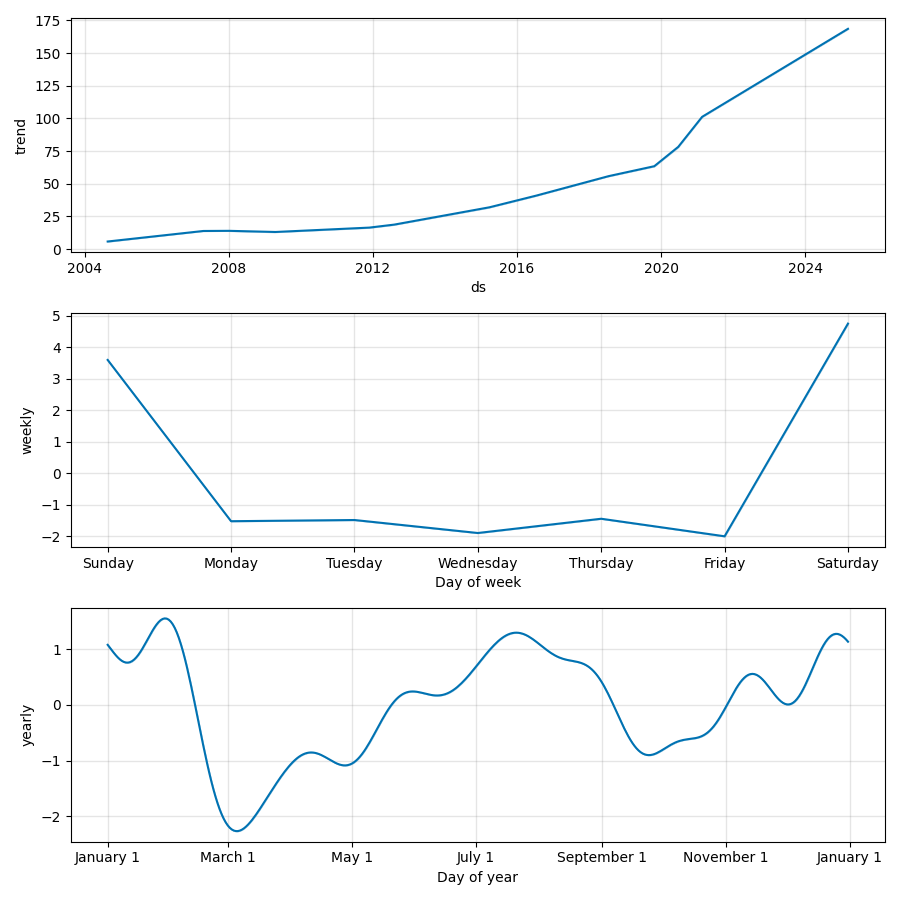 175
150
125
100
75
50
25
0
trend
2004 2008 2012 2016 2020 2024
ds
5
4
3
2
1
0
−1
−2
weekly
Sunday Monday Tuesday Wednesday Thursday Friday Saturday
Day of week
1
0
−1
−2
yearly
January 1 March 1 May 1 July 1 September 1 November 1 January 1
Day of year